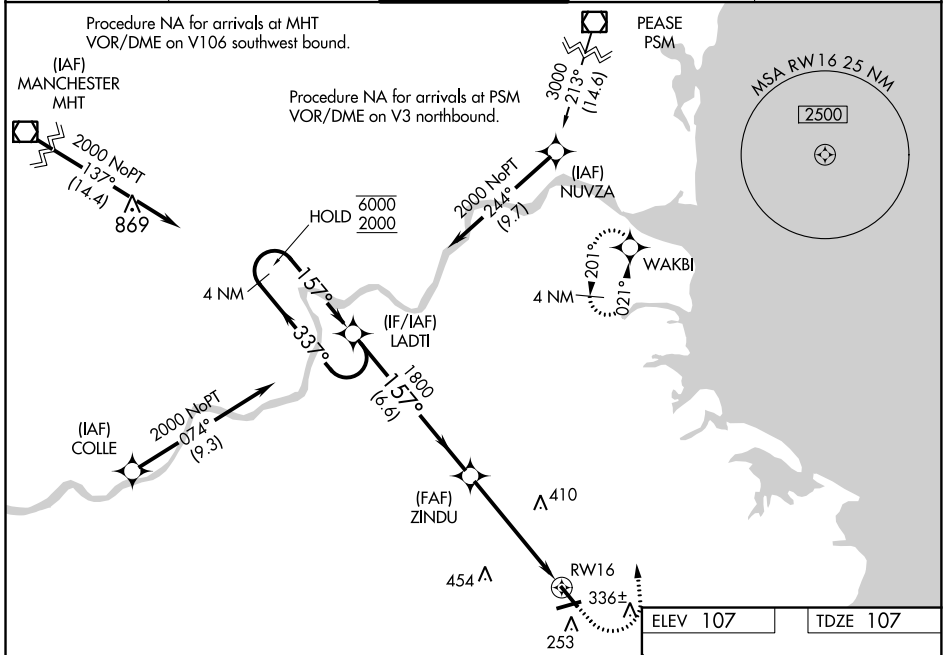 Procedure NA for arrivals at MHT
VOR/DME on V106 southwest bound.
PEASE
PSM
(IAF)
MANCHESTER
MHT
3000
213°
(14.6)
MSA RW16 25 NM
2500
Procedure NA for arrivals at PSM
VOR/DME on V3 northbound.
2000 NoPT
137°
(14.4)
869
(IAF)
NUVZA
2000 NoPT
244°
(9.7)
HOLD
6000
2000
4 NM
157°
337°
(IF/IAF)
LADTI
WAKBI
201°
021°
4 NM
1800
157°
(6.6)
(IAF)
COLLE
2000 NoPT
074°
(9.3)
(FAF)
ZINDU
410
454
RW16
336±
253
ELEV 107
TDZE 107